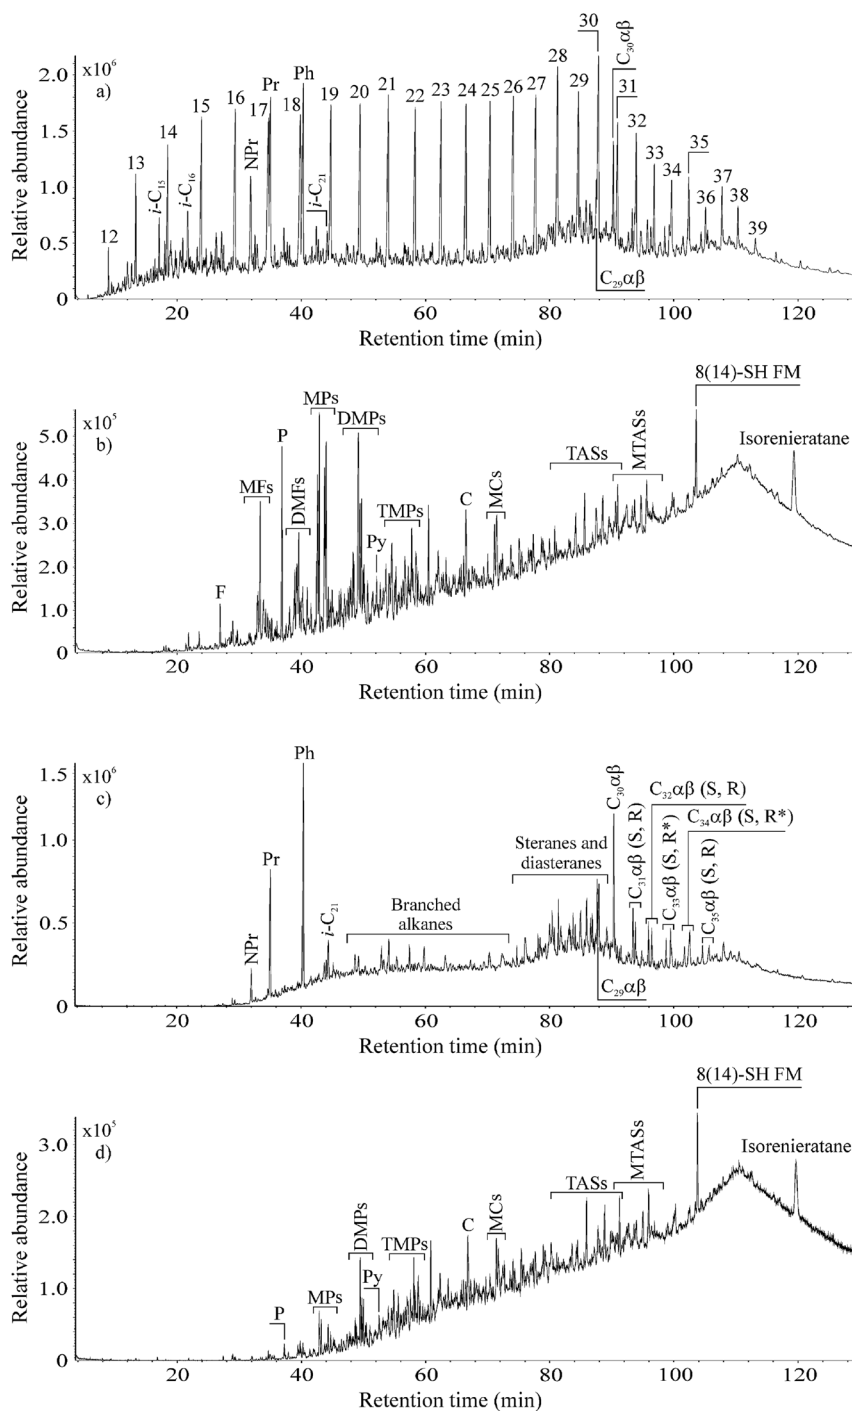 x10⁶
a)
Relative abundance
2.0
1.5
1.0
0.5
0
12
13
i-C₁₅
14
i-C₁₆
15
16
NPr
17
Pr
18
Ph
i-C₂₁
19
20
21
22
23
24
25
26
27
28
29
30
C₂₉αβ
C₃₀αβ
31
32
33
34
35
36
37
38
39
20 40 60 80 100 120
Retention time (min)
x10⁵
b)
Relative abundance
5.0
4.0
3.0
2.0
1.0
0
F
MFs
P
DMFs
MPs
DMPs
Py
TMPs
C
MCs
TASs
MTASs
8(14)-SH FM
Isorenieratane
20 40 60 80 100 120
Retention time (min)
x10⁶
c)
Relative abundance
1.5
1.0
0.5
0
NPr
Pr
Ph
i-C₂₁
Branched
alkanes
Steranes and
diasteranes
C₂₉αβ
C₃₀αβ
C₃₁αβ (S, R)
C₃₂αβ (S, R)
C₃₃αβ (S, R*)
C₃₄αβ (S, R*)
C₃₅αβ (S, R)
20 40 60 80 100 120
Retention time (min)
x10⁵
d)
Relative abundance
3.0
2.0
1.0
0
P
MPs
DMPs
Py
TMPs
C
MCs
TASs
MTASs
8(14)-SH FM
Isorenieratane
20 40 60 80 100 120
Retention time (min)